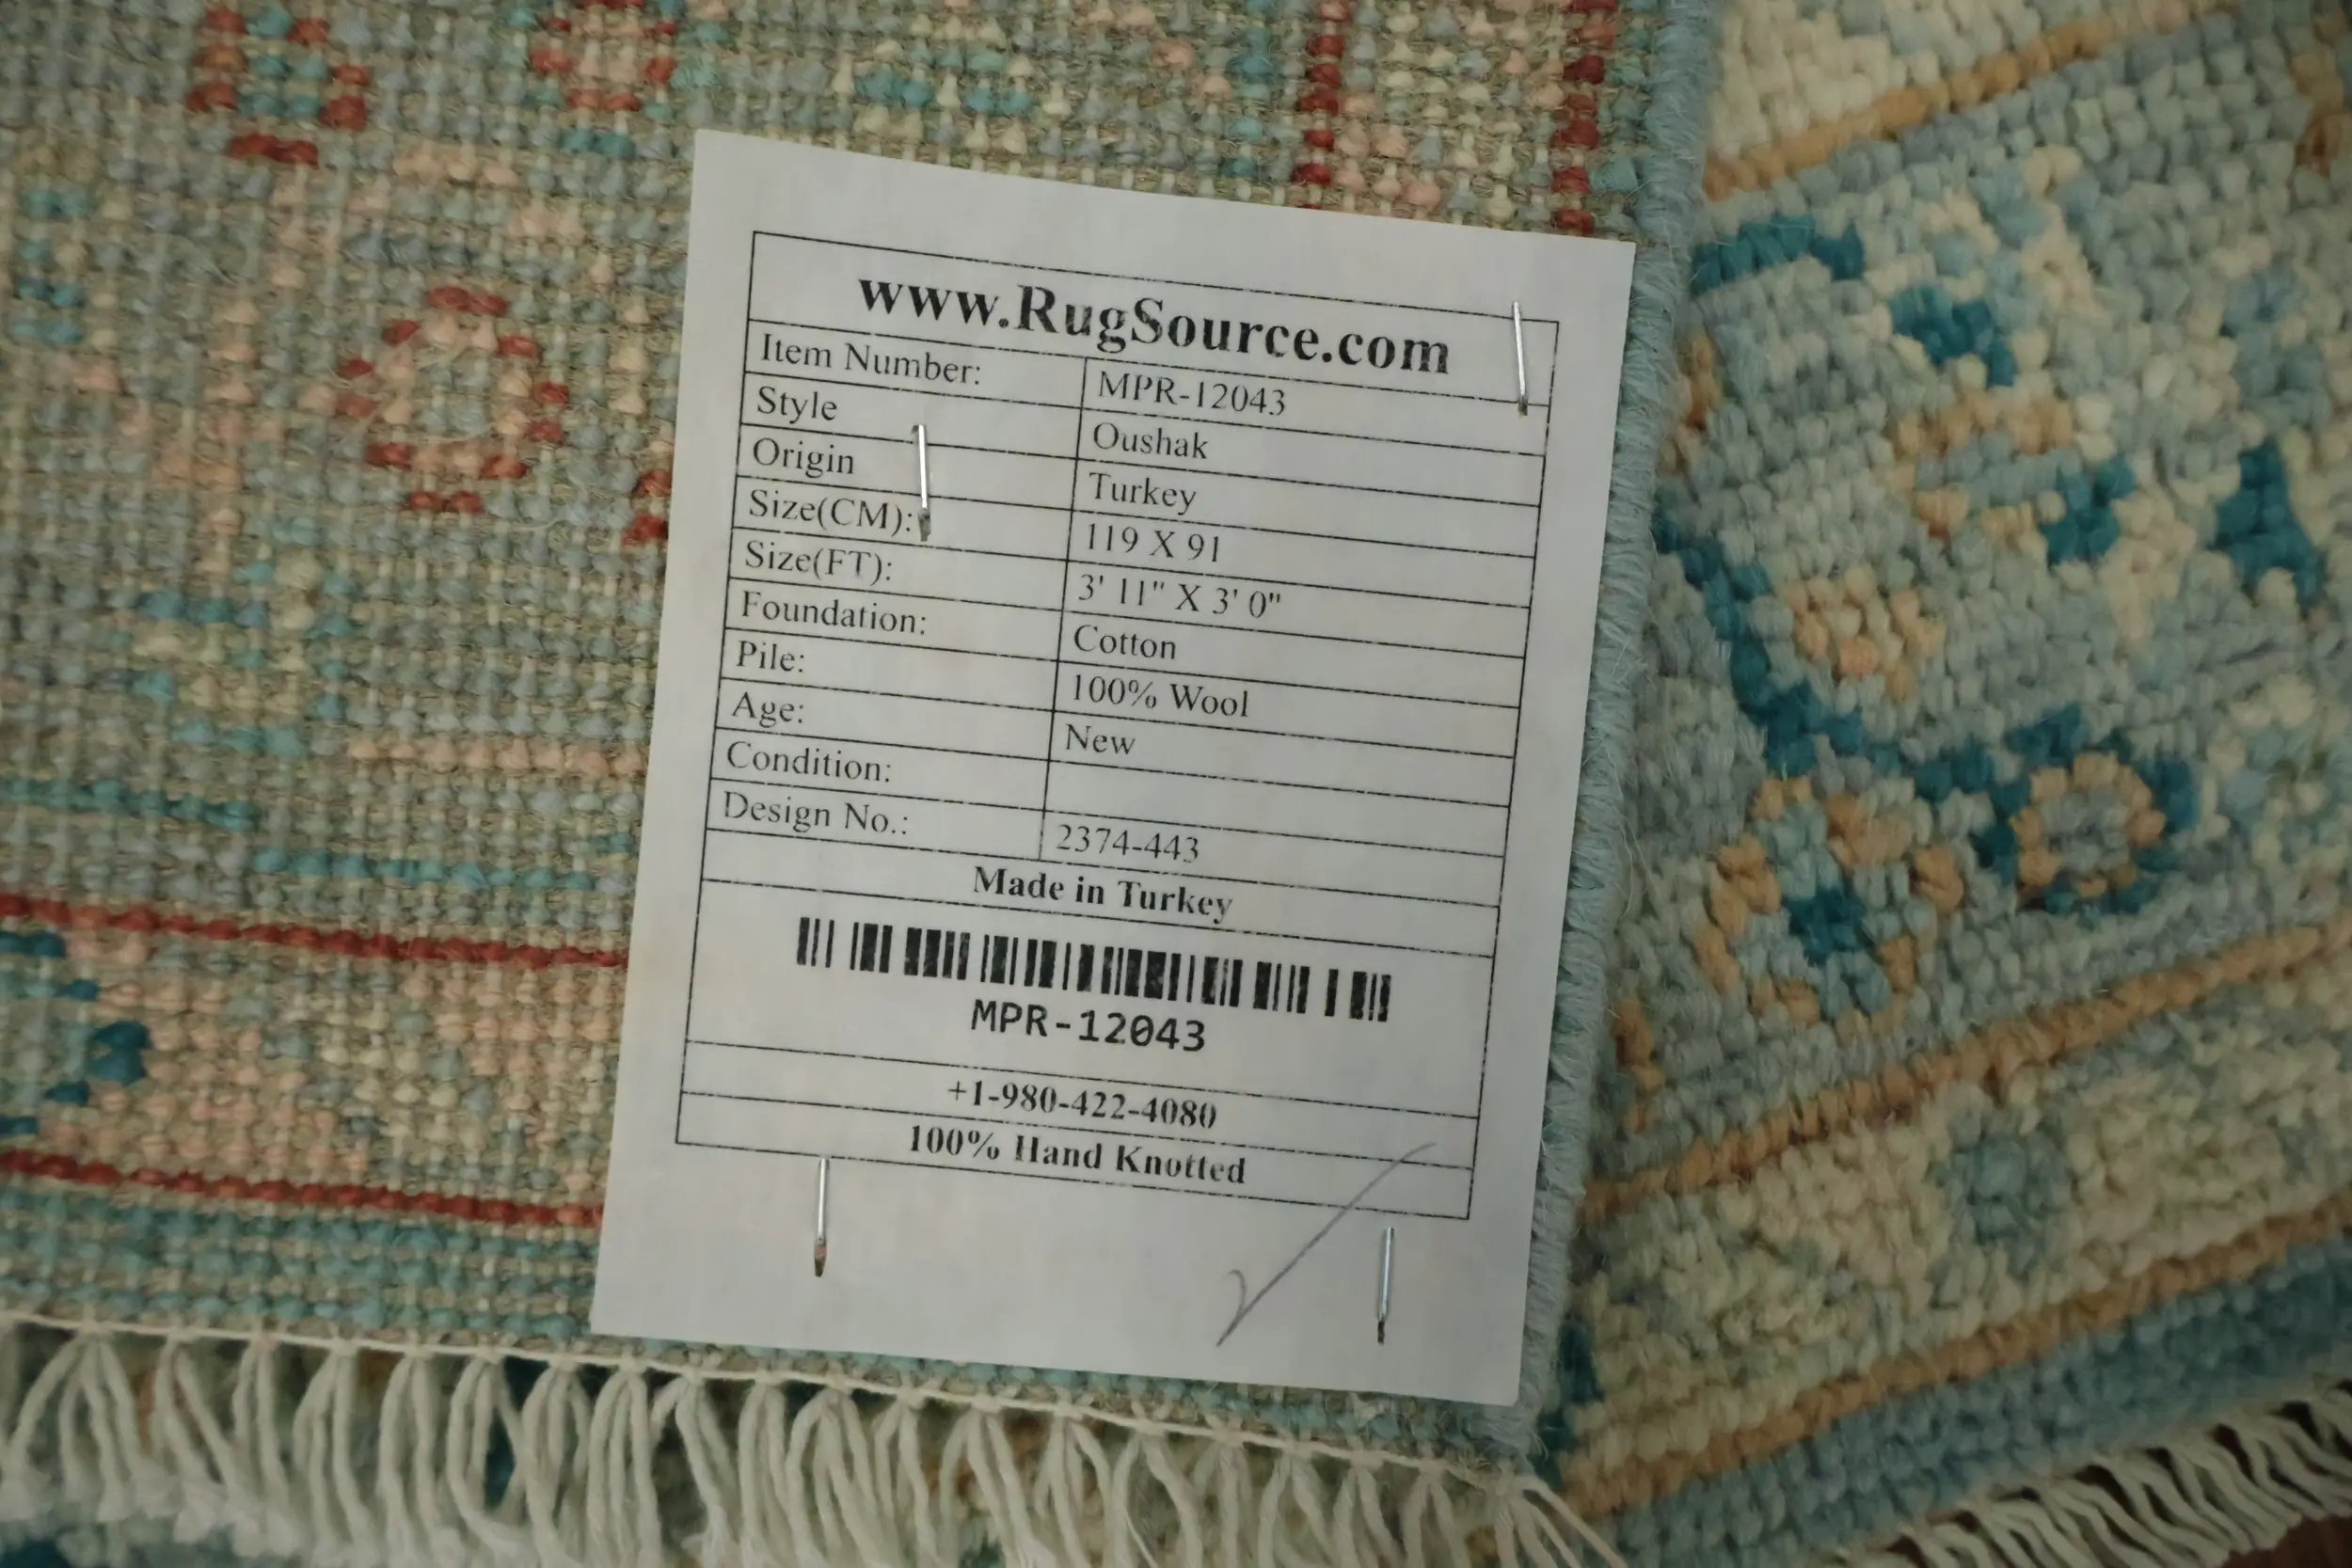 www.RugSource.com
Item Number: MPR-12043
Style Oushak
Origin Turkey
Size(CM): 119 X 91
Size(FT): 3' 11" X 3' 0"
Foundation: Cotton
Pile: 100% Wool
Age: New
Condition:
Design No.: 2374-443
Made in Turkey
MPR-12043
+1-980-422-4080
100% Hand Knotted